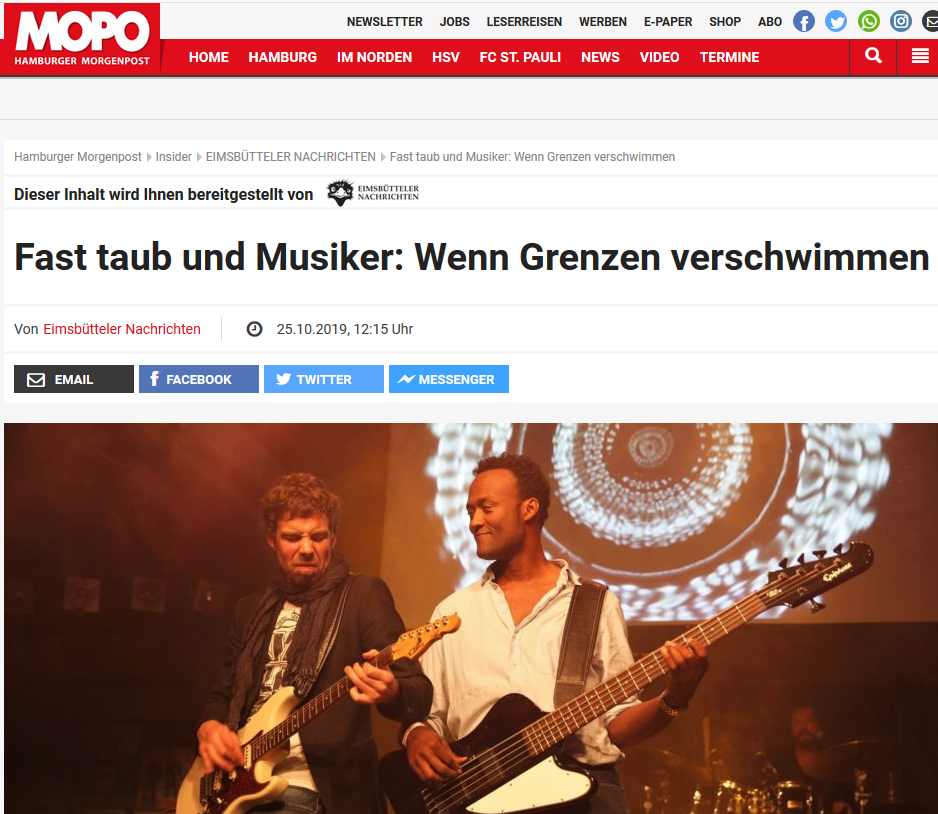 NEWSLETTER JOBS LESERREISEN WERBEN E-PAPER SHOP ABO
MOPO
HAMBURGER MORGENPOST
HOME HAMBURG IM NORDEN HSV FC ST. PAULI NEWS VIDEO TERMINE
Hamburger Morgenpost Insider EIMSBÜTTELER NACHRICHTEN Fast taub und Musiker: Wenn Grenzen verschwimmen
Dieser Inhalt wird Ihnen bereitgestellt von
EIMSBÜTTELER
NACHRICHTEN
Fast taub und Musiker: Wenn Grenzen verschwimmen
Von Eimsbütteler Nachrichten 25.10.2019, 12:15 Uhr
EMAIL FACEBOOK TWITTER MESSENGER
Epiphone